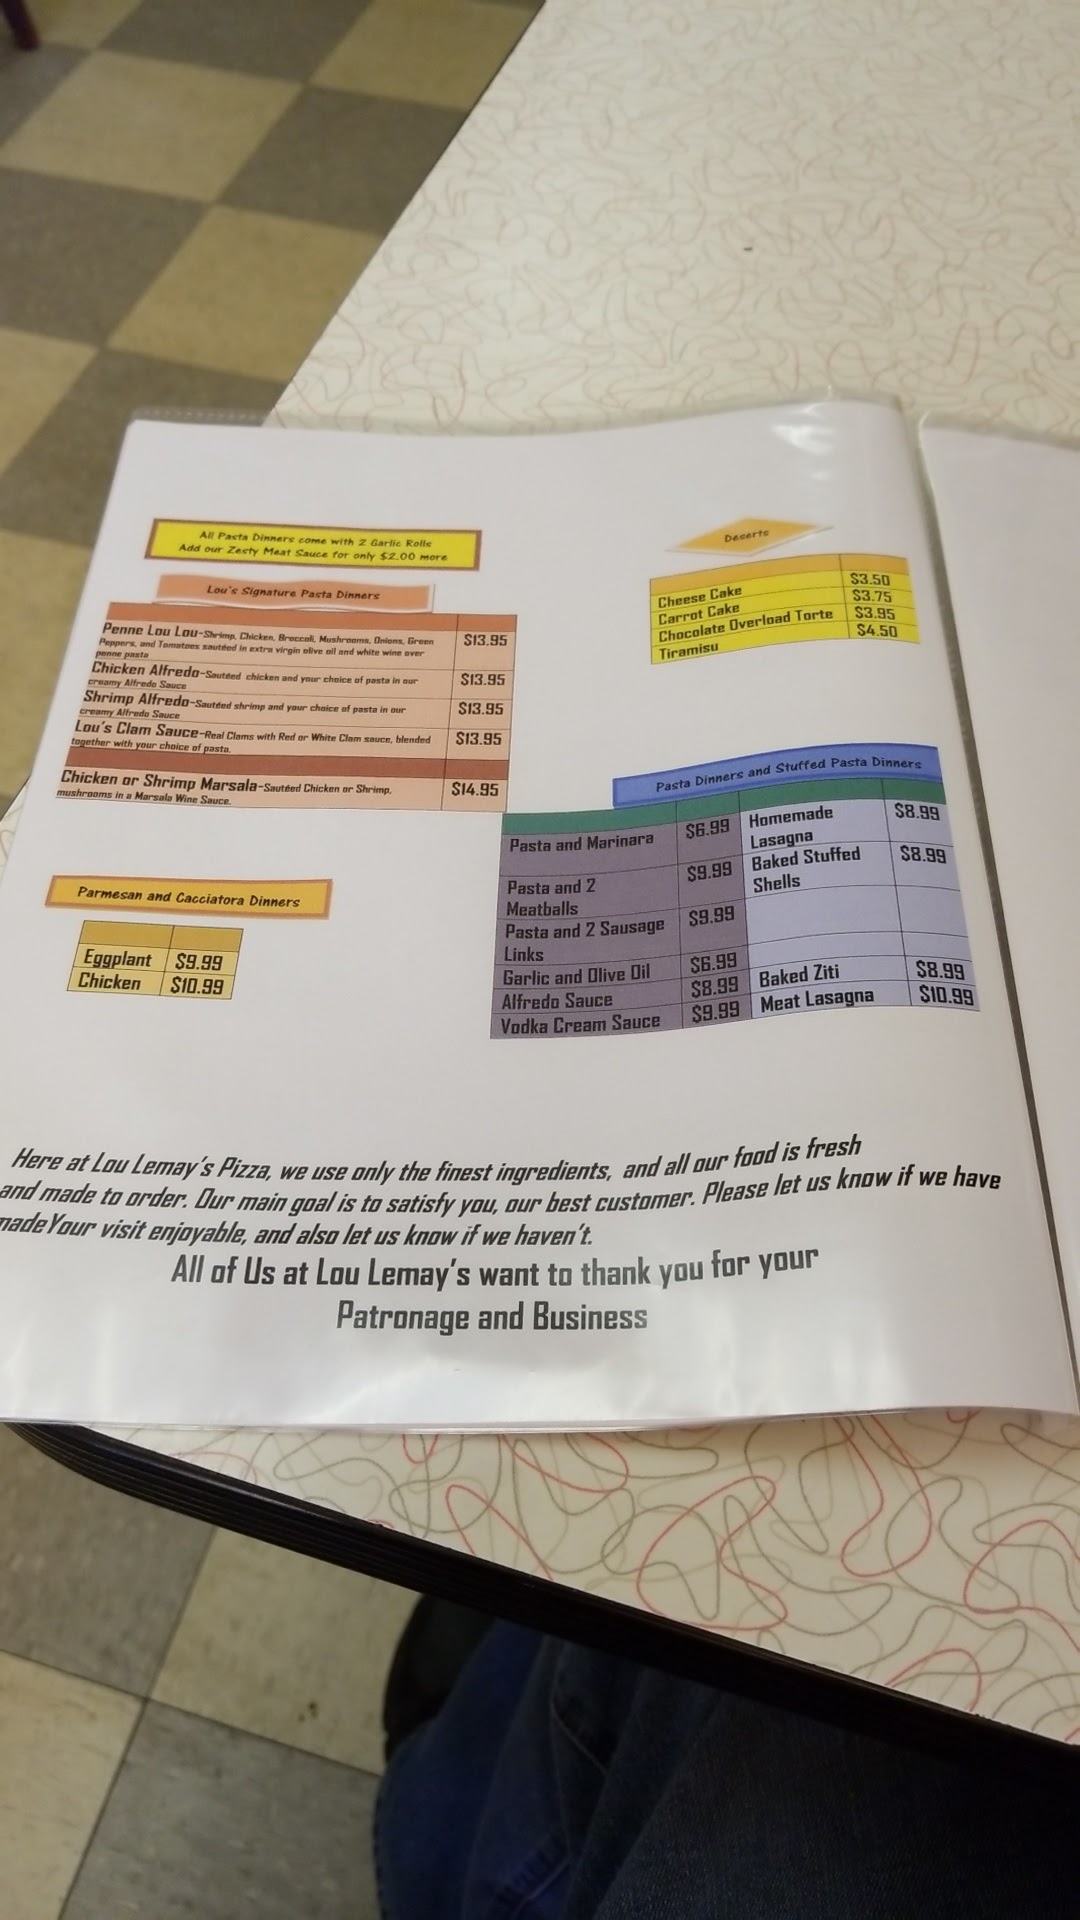 All Pasta Dinners come with 2 Garlic Rolls
Add our Zesty Meat Sauce for only $2.00 more
Lou's Signature Pasta Dinners
Penne Lou Lou-Shrimp, Chicken, Broccoli, Mushrooms, Onions, Green $13.95
Peppers, and Tomatoes sautéed in extra virgin olive oil and white wine over
penne pasta
Chicken Alfredo-Sautéed chicken and your choice of pasta in our $13.95
creamy Alfredo Sauce
Shrimp Alfredo-Sautéed shrimp and your choice of pasta in our $13.95
creamy Alfredo Sauce
Lou's Clam Sauce-Real Clams with Red or White Clam sauce, blended $13.95
together with your choice of pasta.
Chicken or Shrimp Marsala-Sautéed Chicken or Shrimp, $14.95
mushrooms in a Marsala Wine Sauce.
Parmesan and Cacciatora Dinners
Eggplant $9.99
Chicken $10.99
Deserts
Cheese Cake $3.50
Carrot Cake $3.75
Chocolate Overload Torte $3.95
Tiramisu $4.50
Pasta Dinners and Stuffed Pasta Dinners
Pasta and Marinara $6.99
Pasta and 2 $9.99
Meatballs
Pasta and 2 Sausage $9.99
Links
Garlic and Olive Oil $6.99
Alfredo Sauce $8.99
Vodka Cream Sauce $9.99
Homemade $8.99
Lasagna
Baked Stuffed $8.99
Shells
Baked Ziti $8.99
Meat Lasagna $10.99
Here at Lou Lemay's Pizza, we use only the finest ingredients, and all our food is fresh
and made to order. Our main goal is to satisfy you, our best customer. Please let us know if we have
made Your visit enjoyable, and also let us know if we haven't.
All of Us at Lou Lemay's want to thank you for your
Patronage and Business